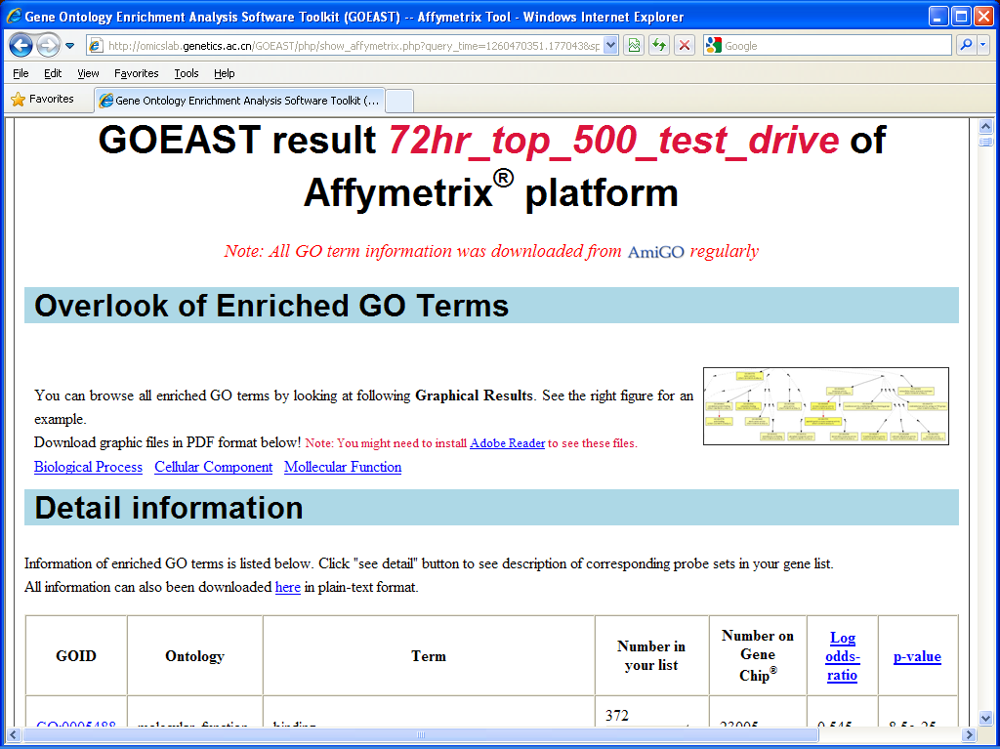 Gene Ontology Enrichment Analysis Software Toolkit (GOEAST) -- Affymetrix Tool - Windows Internet Explorer
http://omicslab.genetics.ac.cn/GOEAST/php/show_affymetrix.php?query_time=1260470351.177043&sp
Google
File Edit View Favorites Tools Help
Favorites
Gene Ontology Enrichment Analysis Software Toolkit (...
GOEAST result 72hr_top_500_test_drive of
Affymetrix® platform
Note: All GO term information was downloaded from AmiGO regularly
Overlook of Enriched GO Terms
You can browse all enriched GO terms by looking at following Graphical Results. See the right figure for an
example.
Download graphic files in PDF format below! Note: You might need to install Adobe Reader to see these files.
Biological Process Cellular Component Mollecular Function
Detail information
Information of enriched GO terms is listed below. Click "see detail" button to see description of corresponding probe sets in your gene list.
All information can also been downloaded here in plain-text format.
GOID Ontology Term Number in your list Number on Gene Chip® Log odds-ratio p-value
GO:0005488 molecular_function binding 372 23005 0.545